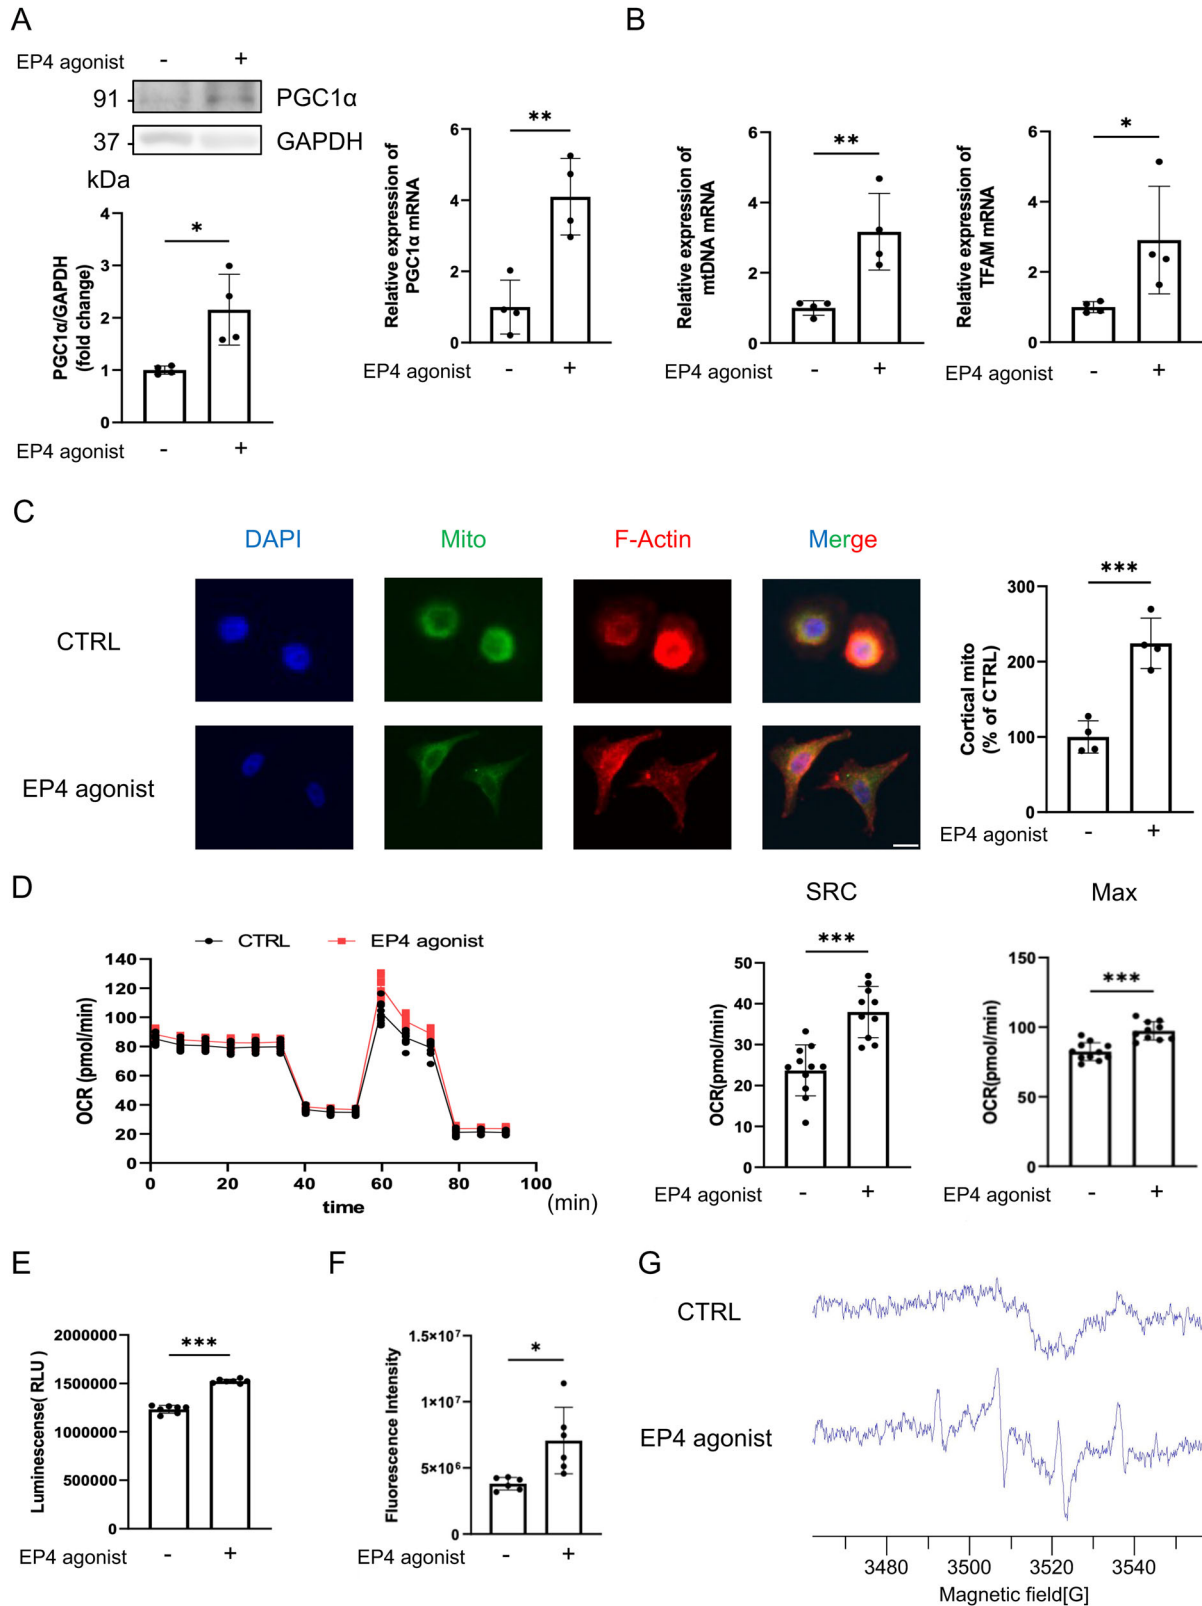 A
EP4 agonist - +
91 PGC1α
37 GAPDH
kDa
*
PGC1α/GAPDH
(fold change)
4
3
2
1
0
EP4 agonist - +
**
Relative expression of
PGC1α mRNA
6
4
2
0
EP4 agonist - +
B
**
Relative expression of
mtDNA mRNA
6
4
2
0
EP4 agonist - +
*
Relative expression of
TFAM mRNA
6
4
2
0
EP4 agonist - +
C
DAPI Mito F-Actin Merge
CTRL
EP4 agonist
***
Cortical mito
(% of CTRL)
300
200
100
0
EP4 agonist - +
D
CTRL EP4 agonist
OCR (pmol/min)
140
120
100
80
60
40
20
0
0 20 40 60 80 100
time (min)
SRC
***
OCR(pmol/min)
50
40
30
20
10
0
EP4 agonist - +
Max
***
OCR(pmol/min)
150
100
50
0
EP4 agonist - +
E
***
Luminescense( RLU )
2000000
1500000
1000000
500000
0
EP4 agonist - +
F
*
Fluorescence Intensity
1.5×10⁷
1×10⁷
5×10⁶
0
EP4 agonist - +
G
CTRL
EP4 agonist
3480 3500 3520 3540
Magnetic field[G]